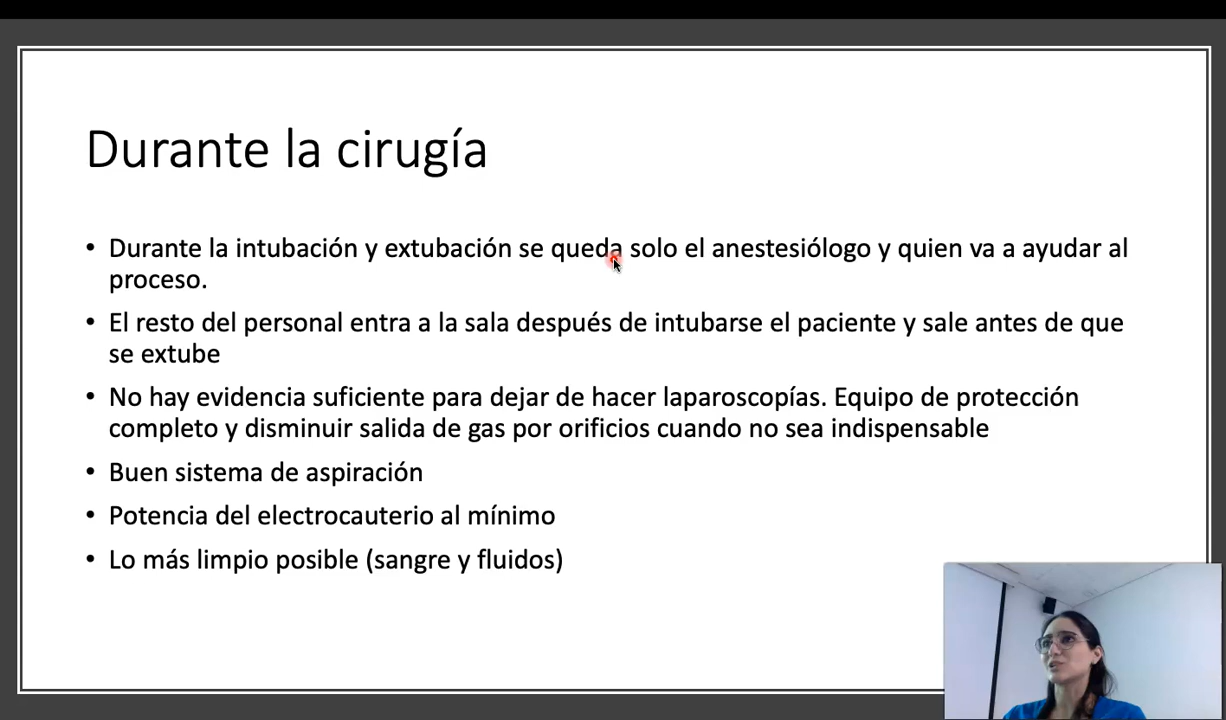 Durante la cirugía
• Durante la intubación y extubación se queda solo el anestesiólogo y quien va a ayudar al
proceso.
• El resto del personal entra a la sala después de intubarse el paciente y sale antes de que
se extube
• No hay evidencia suficiente para dejar de hacer laparoscopías. Equipo de protección
completo y disminuir salida de gas por orificios cuando no sea indispensable
• Buen sistema de aspiración
• Potencia del electrocauterio al mínimo
• Lo más limpio posible (sangre y fluidos)